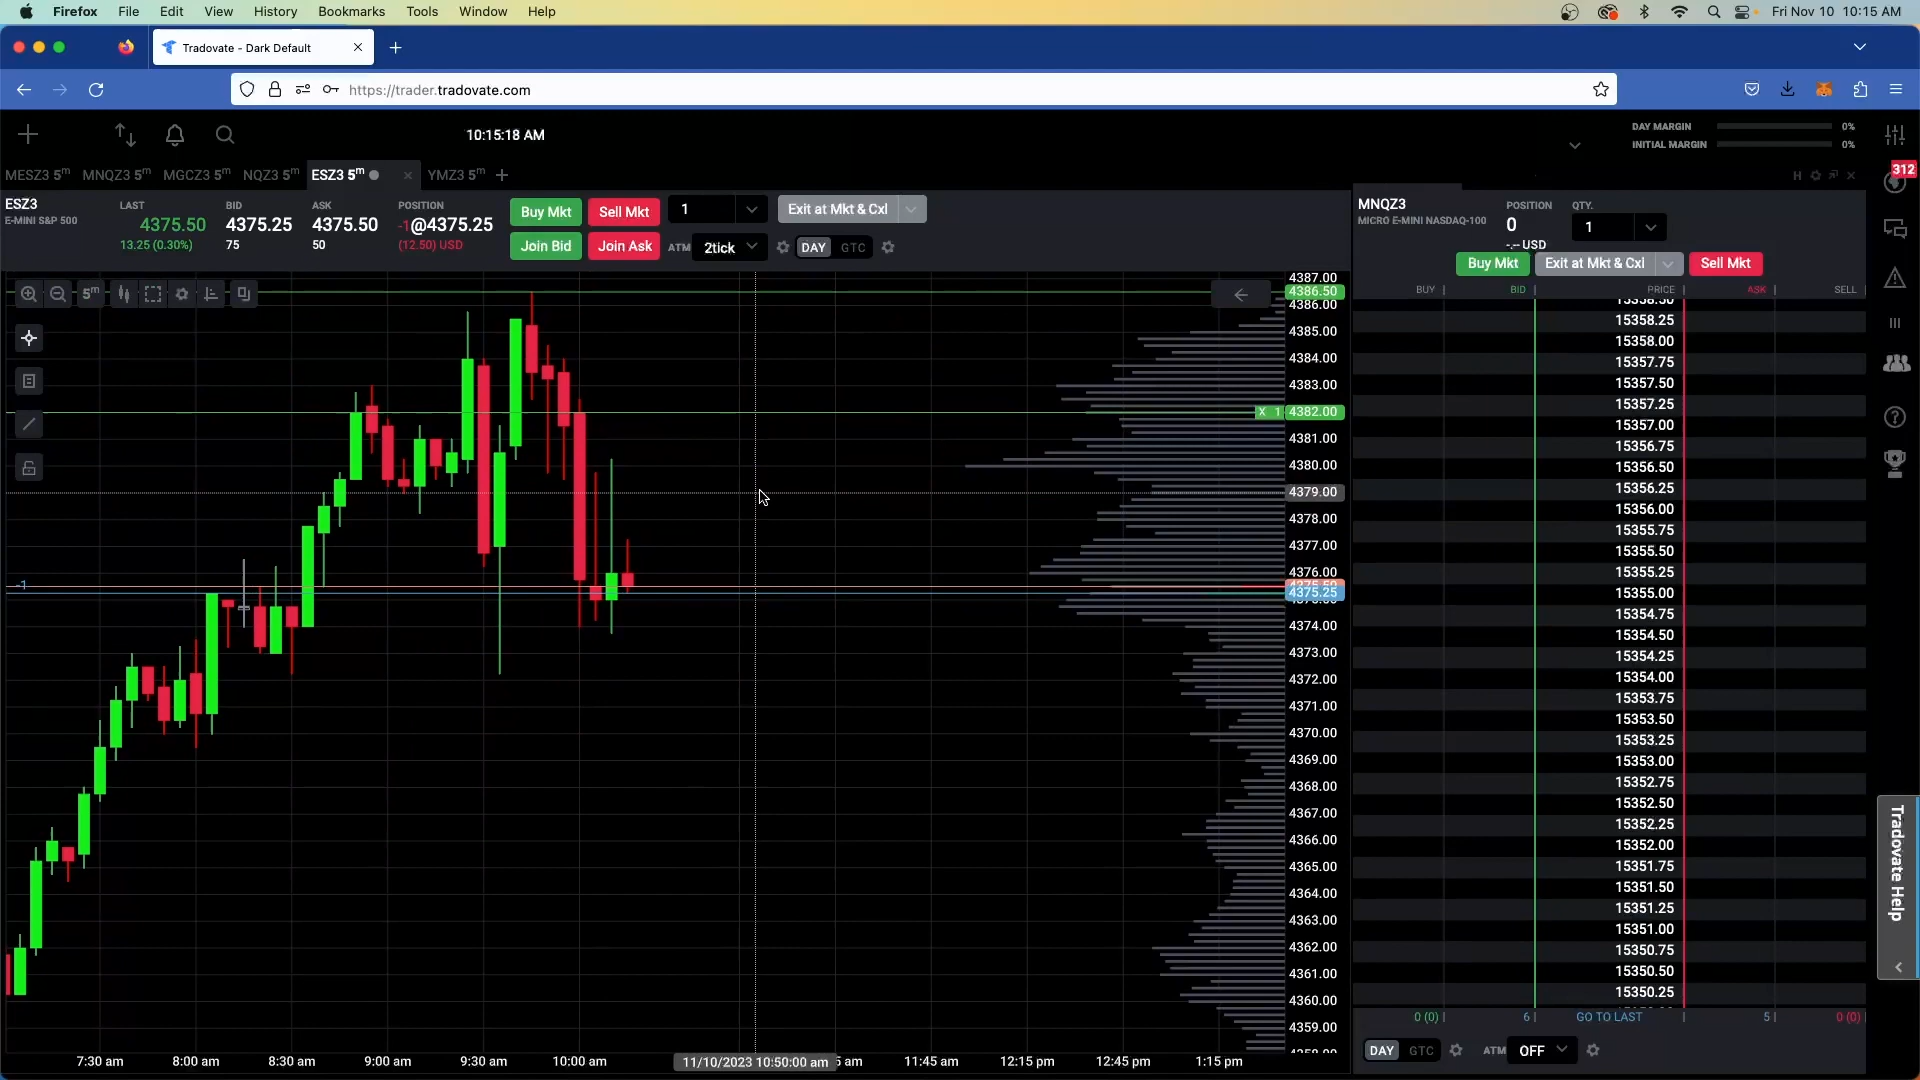 Firefox File Edit View History Bookmarks Tools Window Help Fri Nov 10 10:15 AM
Tradovate - Dark Default
https://trader.tradovate.com
10:15:18 AM
DAY MARGIN 0%
INITIAL MARGIN 0%
312
MESZ3 5m MNQZ3 5m MGCZ3 5m NQZ3 5m ESZ3 5m YMZ3 5m
ESZ3 LAST BID ASK POSITION
E-MINI S&P 500 4375.50 4375.25 4375.50 -1@4375.25
13.25 (0.30%) 75 50 (12.50) USD
Buy Mkt Sell Mkt 1 Exit at Mkt & Cxl
Join Bid Join Ask ATM 2tick DAY GTC
5m
4387.00
4386.50
4386.00
4385.00
4384.00
4383.00
X 1 4382.00
4381.00
4380.00
4379.00
4378.00
4377.00
4376.00
-1
4375.25
4374.00
4373.00
4372.00
4371.00
4370.00
4369.00
4368.00
4367.00
4366.00
4365.00
4364.00
4363.00
4362.00
4361.00
4360.00
4359.00
7:30 am 8:00 am 8:30 am 9:00 am 9:30 am 10:00 am 11/10/2023 10:50:00 am 5 am 11:45 am 12:15 pm 12:45 pm 1:15 pm
H
MNQZ3 POSITION QTY.
MICRO E-MINI NASDAQ-100 0 1
-.-- USD
Buy Mkt Exit at Mkt & Cxl Sell Mkt
BUY BID PRICE ASK SELL
15358.50
15358.25
15358.00
15357.75
15357.50
15357.25
15357.00
15356.75
15356.50
15356.25
15356.00
15355.75
15355.50
15355.25
15355.00
15354.75
15354.50
15354.25
15354.00
15353.75
15353.50
15353.25
15353.00
15352.75
15352.50
15352.25
15352.00
15351.75
15351.50
15351.25
15351.00
15350.75
15350.50
15350.25
0 (0) 6 GO TO LAST 5 0 (0)
DAY GTC ATM OFF
Tradovate Help